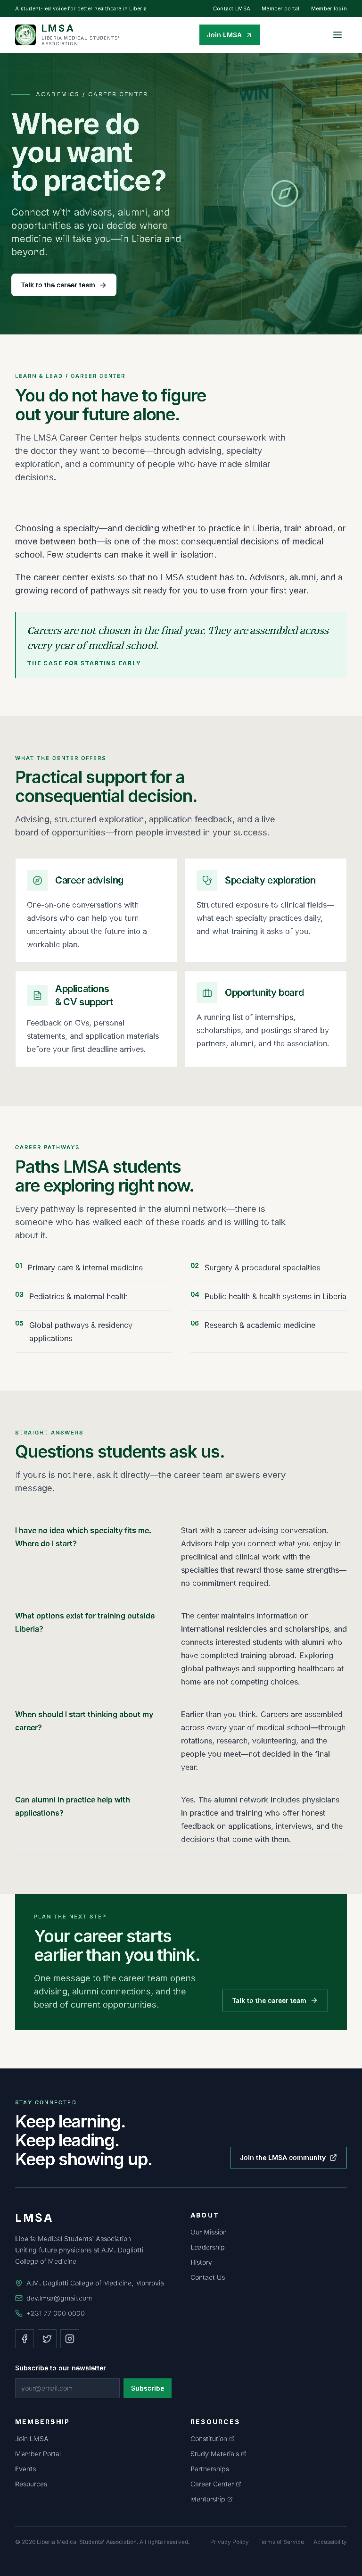 A student-led voice for better healthcare in Liberia
Contact LMSA Member portal Member login
LMSA
LIBERIA MEDICAL STUDENTS'
ASSOCIATION
Join LMSA
ACADEMICS / CAREER CENTER
Where do
you want
to practice?
Connect with advisors, alumni, and
opportunities as you decide where
medicine will take you—in Liberia and
beyond.
Talk to the career team
LEARN & LEAD / CAREER CENTER
You do not have to figure
out your future alone.
The LMSA Career Center helps students connect coursework with
the doctor they want to become—through advising, specialty
exploration, and a community of people who have made similar
decisions.
Choosing a specialty—and deciding whether to practice in Liberia, train abroad, or
move between both—is one of the most consequential decisions of medical
school. Few students can make it well in isolation.
The career center exists so that no LMSA student has to. Advisors, alumni, and a
growing record of pathways sit ready for you to use from your first year.
Careers are not chosen in the final year. They are assembled across
every year of medical school.
THE CASE FOR STARTING EARLY
WHAT THE CENTER OFFERS
Practical support for a
consequential decision.
Advising, structured exploration, application feedback, and a live
board of opportunities—from people invested in your success.
Career advising
One-on-one conversations with
advisors who can help you turn
uncertainty about the future into a
workable plan.
Specialty exploration
Structured exposure to clinical fields—
what each specialty practices daily,
and what training it asks of you.
Applications
& CV support
Feedback on CVs, personal
statements, and application materials
before your first deadline arrives.
Opportunity board
A running list of internships,
scholarships, and postings shared by
partners, alumni, and the association.
CAREER PATHWAYS
Paths LMSA students
are exploring right now.
Every pathway is represented in the alumni network—there is
someone who has walked each of these roads and is willing to talk
about it.
01 Primary care & internal medicine
02 Surgery & procedural specialties
03 Pediatrics & maternal health
04 Public health & health systems in Liberia
05 Global pathways & residency
applications
06 Research & academic medicine
STRAIGHT ANSWERS
Questions students ask us.
If yours is not here, ask it directly—the career team answers every
message.
I have no idea which specialty fits me.
Where do I start?
Start with a career advising conversation.
Advisors help you connect what you enjoy in
preclinical and clinical work with the
specialties that reward those same strengths—
no commitment required.
What options exist for training outside
Liberia?
The center maintains information on
international residencies and scholarships, and
connects interested students with alumni who
have completed training abroad. Exploring
global pathways and supporting healthcare at
home are not competing choices.
When should I start thinking about my
career?
Earlier than you think. Careers are assembled
across every year of medical school—through
rotations, research, volunteering, and the
people you meet—not decided in the final
year.
Can alumni in practice help with
applications?
Yes. The alumni network includes physicians
in practice and training who offer honest
feedback on applications, interviews, and the
decisions that come with them.
PLAN THE NEXT STEP
Your career starts
earlier than you think.
One message to the career team opens
advising, alumni connections, and the
board of current opportunities.
Talk to the career team
STAY CONNECTED
Keep learning.
Keep leading.
Keep showing up.
Join the LMSA community
LMSA
Liberia Medical Students' Association
Uniting future physicians at A.M. Dogliotti
College of Medicine
A.M. Dogliotti College of Medicine, Monrovia
dev.lmsa@gmail.com
+231 77 000 0000
Subscribe to our newsletter
your@email.com
Subscribe
ABOUT
Our Mission
Leadership
History
Contact Us
MEMBERSHIP
Join LMSA
Member Portal
Events
Resources
RESOURCES
Constitution
Study Materials
Partnerships
Career Center
Mentorship
© 2026 Liberia Medical Students' Association. All rights reserved.
Privacy Policy Terms of Service Accessibility